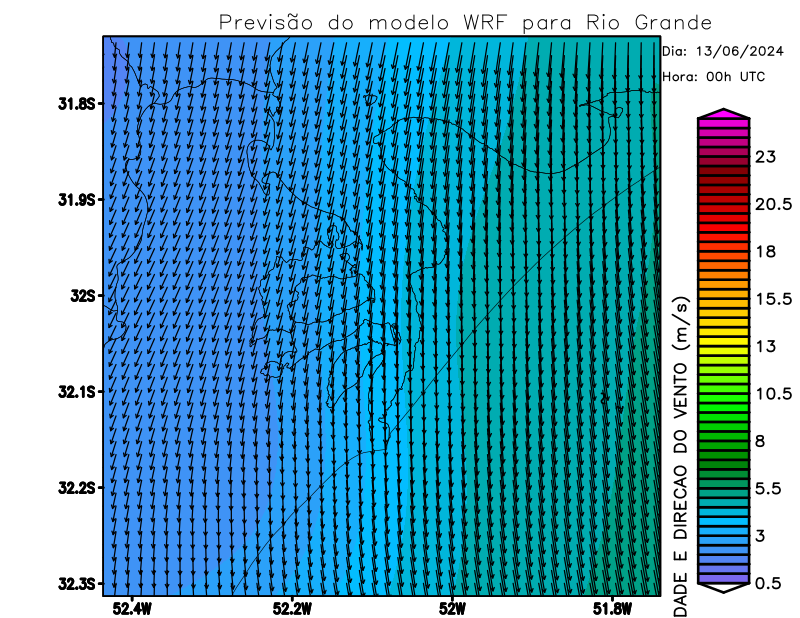 Previsão do modelo WRF para Rio Grande
Dia: 13/06/2024
Hora: 00h UTC
31.8S
31.9S
32S
32.1S
32.2S
32.3S
52.4W
52.2W
52W
51.8W
23
20.5
18
15.5
13
10.5
8
5.5
3
0.5
DADE E DIRECAO DO VENTO (m/s)